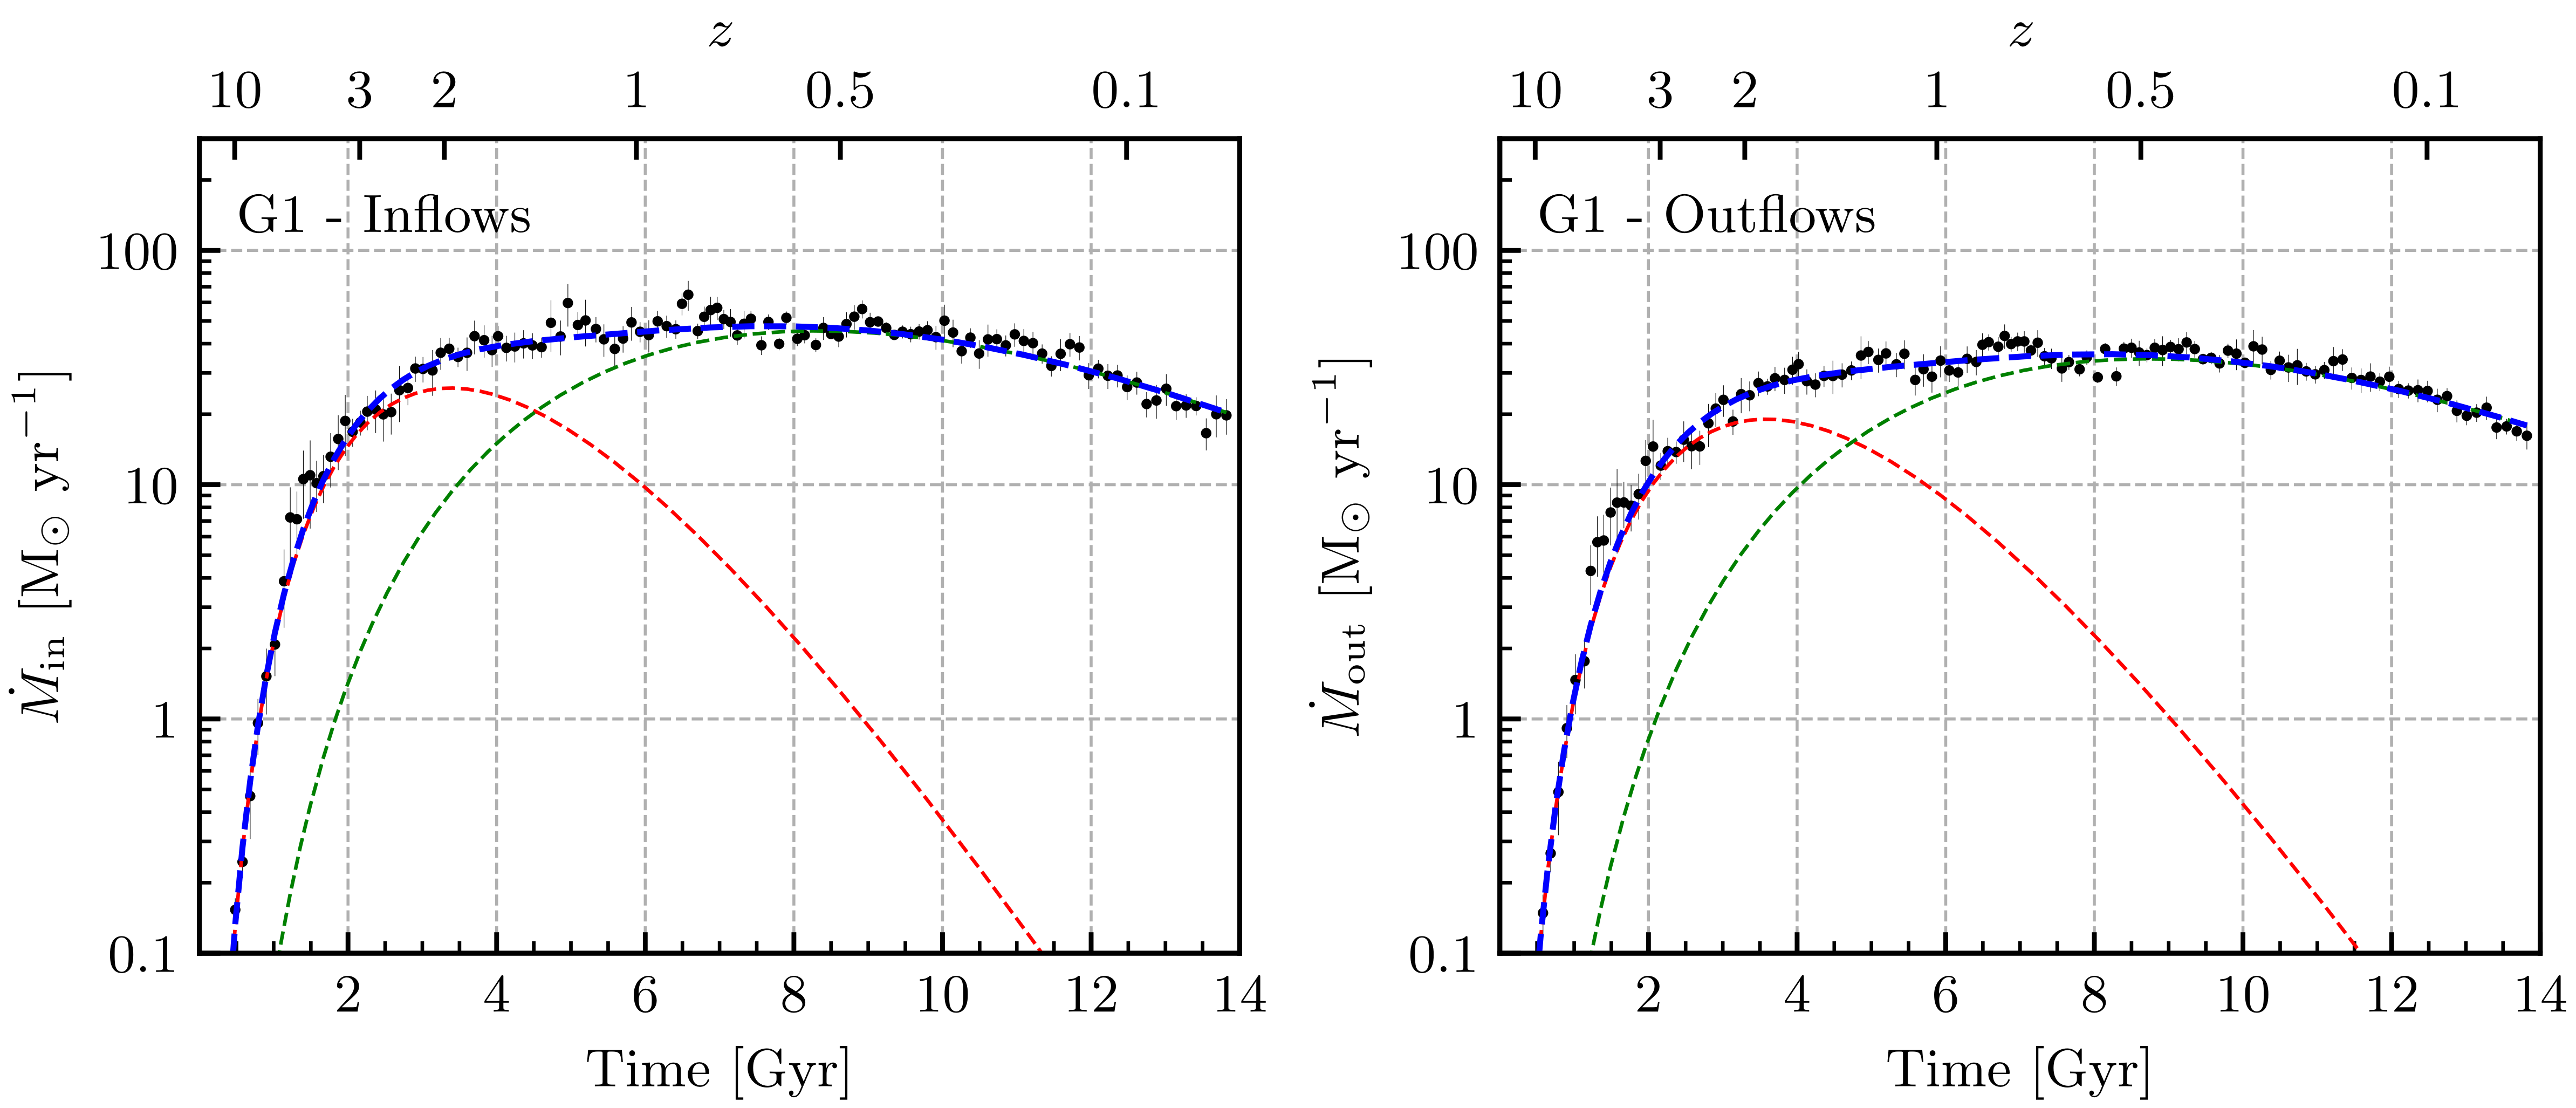 z
10 3 2 1 0.5 0.1
G1 - Inflows
100
10
1
0.1
Ṁin [M⊙ yr−1]
2 4 6 8 10 12 14
Time [Gyr]
z
10 3 2 1 0.5 0.1
G1 - Outflows
100
10
1
0.1
Ṁout [M⊙ yr−1]
2 4 6 8 10 12 14
Time [Gyr]